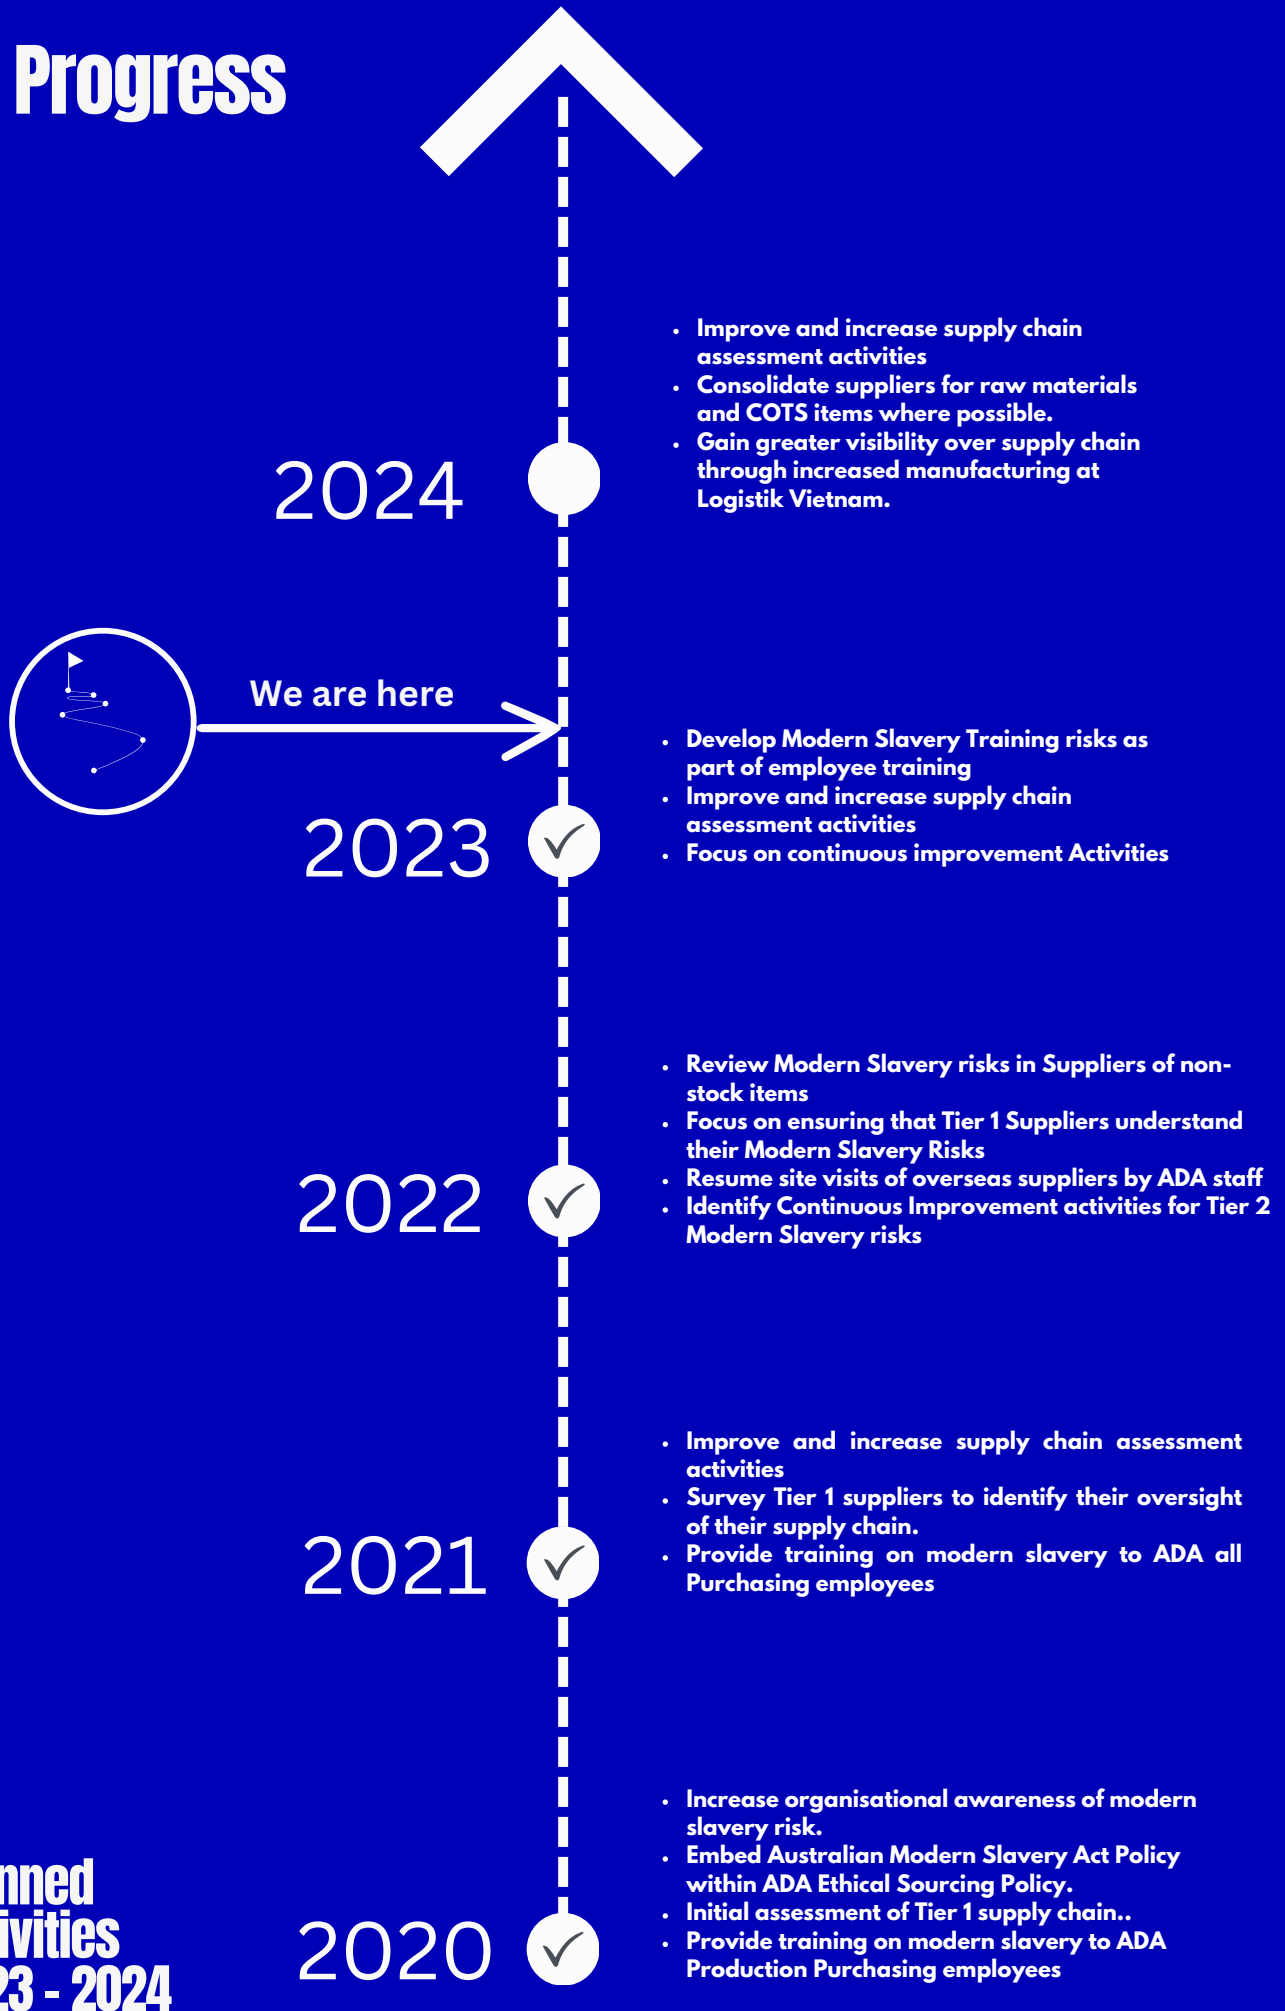 Progress
• Improve and increase supply chain
assessment activities
• Consolidate suppliers for raw materials
and COTS items where possible.
• Gain greater visibility over supply chain
through increased manufacturing at
Logistik Vietnam.
2024
We are here
• Develop Modern Slavery Training risks as
part of employee training
• Improve and increase supply chain
assessment activities
• Focus on continuous improvement Activities
2023
• Review Modern Slavery risks in Suppliers of non-
stock items
• Focus on ensuring that Tier 1 Suppliers understand
their Modern Slavery Risks
• Resume site visits of overseas suppliers by ADA staff
• Identify Continuous Improvement activities for Tier 2
Modern Slavery risks
2022
• Improve and increase supply chain assessment
activities
• Survey Tier 1 suppliers to identify their oversight
of their supply chain.
• Provide training on modern slavery to ADA all
Purchasing employees
2021
• Increase organisational awareness of modern
slavery risk.
• Embed Australian Modern Slavery Act Policy
within ADA Ethical Sourcing Policy.
• Initial assessment of Tier 1 supply chain..
• Provide training on modern slavery to ADA
Production Purchasing employees
2020
nned
ivities
23 - 2024